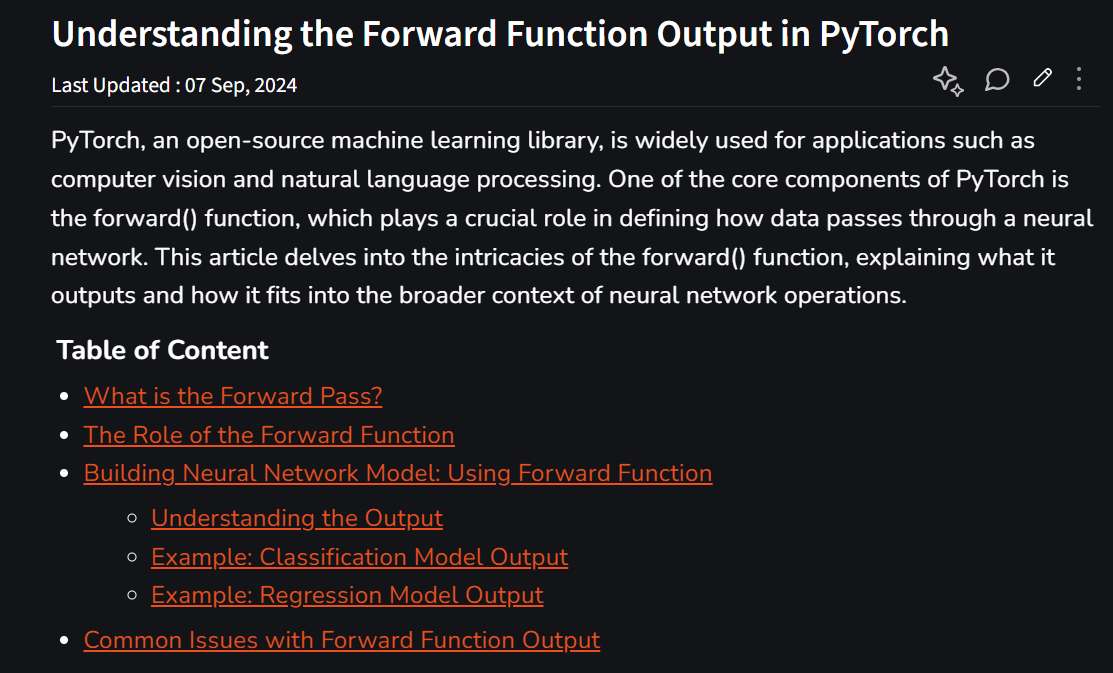 Understanding the Forward Function Output in PyTorch
Last Updated : 07 Sep, 2024
PyTorch, an open-source machine learning library, is widely used for applications such as
computer vision and natural language processing. One of the core components of PyTorch is
the forward() function, which plays a crucial role in defining how data passes through a neural
network. This article delves into the intricacies of the forward() function, explaining what it
outputs and how it fits into the broader context of neural network operations.
Table of Content
What is the Forward Pass?
The Role of the Forward Function
Building Neural Network Model: Using Forward Function
Understanding the Output
Example: Classification Model Output
Example: Regression Model Output
Common Issues with Forward Function Output